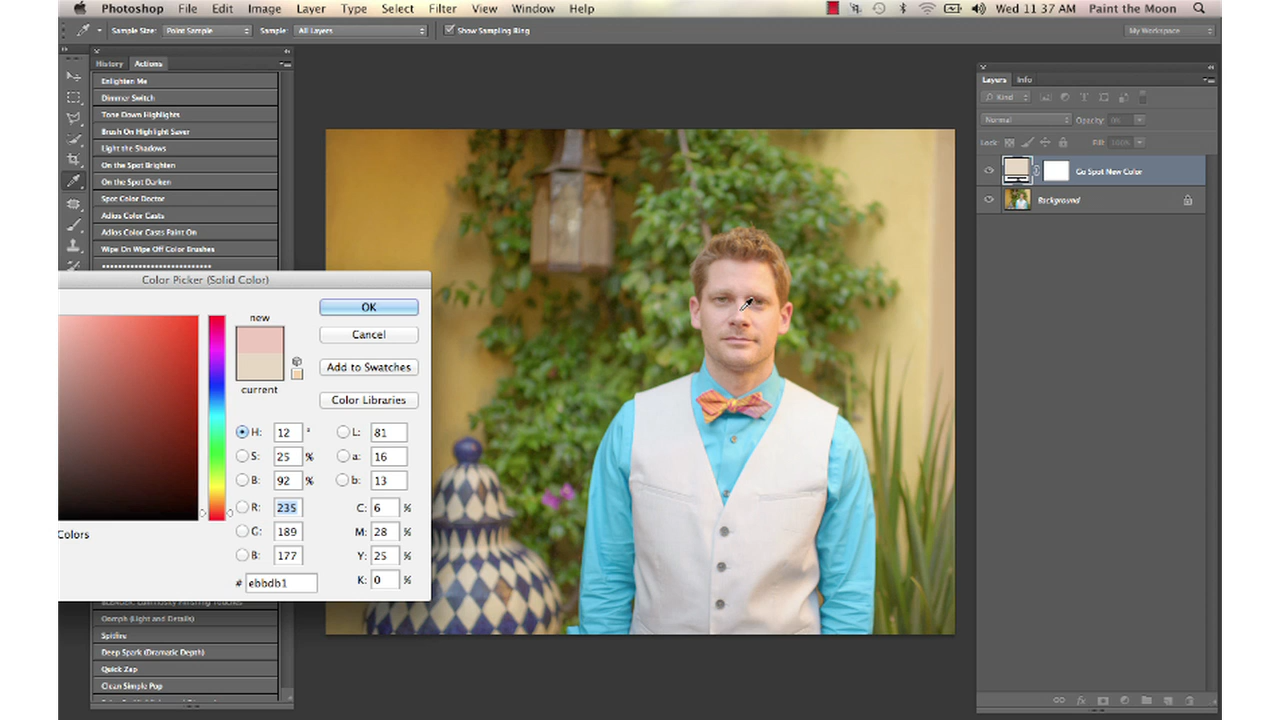 Photoshop File Edit Image Layer Type Select Filter View Window Help Wed 11 37 AM Paint the Moon
Sample Size: Point Sample Sample: All Layers Show Sampling Ring My Workspace
History Actions
Enlighten Me
Dimmer Switch
Tone Down Highlights
Brush On Highlight Saver
Light the Shadows
On the Spot Brighten
On the Spot Darken
Spot Color Doctor
Adios Color Casts
Adios Color Casts Paint On
Wipe On Wipe Off Color Brushes
Color Picker (Solid Color)
new
current
OK
Cancel
Add to Swatches
Color Libraries
H: 12 ° L: 81
S: 25 % a: 16
B: 92 % b: 13
R: 235 C: 6 %
G: 189 M: 28 %
B: 177 Y: 25 %
# ebbdb1 K: 0 %
Colors
Oomph (Light and Details)
Spitfire
Deep Spark (Dramatic Depth)
Quick Zap
Clean Simple Pop
Layers Info
Kind
Normal Opacity: 0%
Lock: Fill: 100%
Go Spot New Color
Background